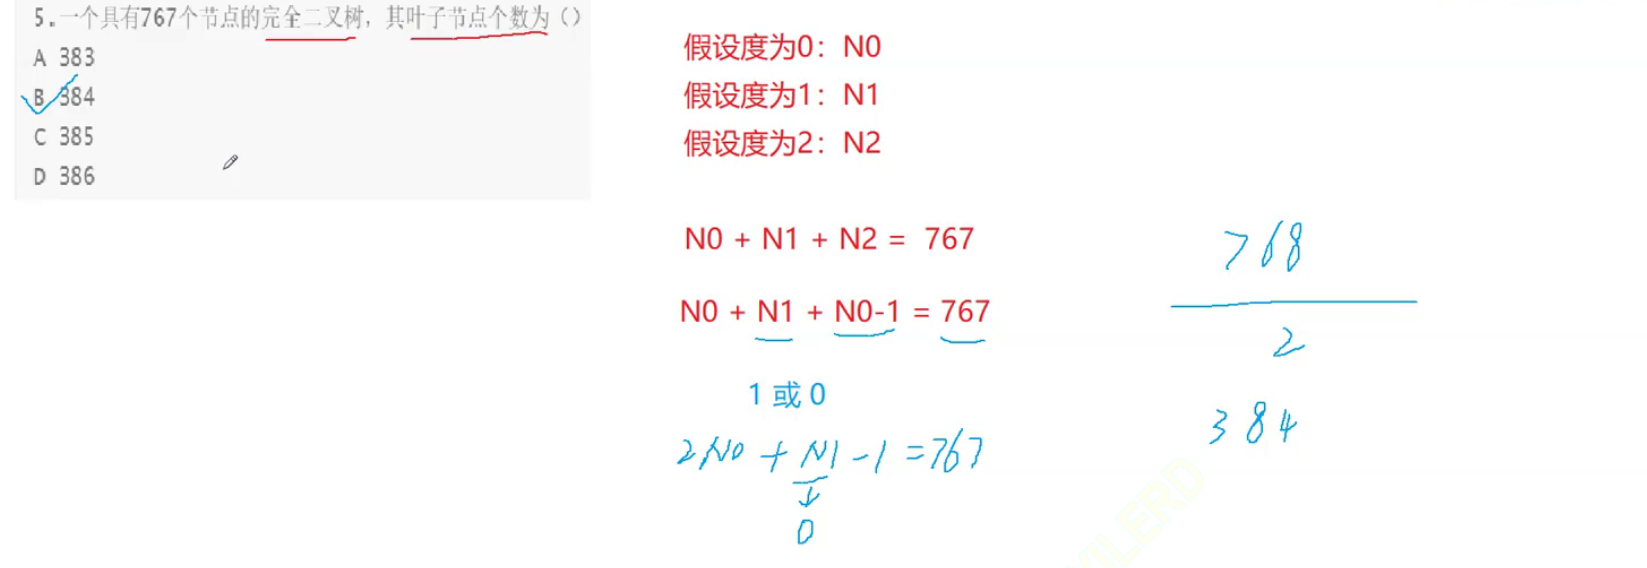 5.一个具有767个节点的完全二叉树，其叶子节点个数为（）
A 383
B 384
C 385
D 386
假设度为0：N0
假设度为1：N1
假设度为2：N2
N0 + N1 + N2 = 767
N0 + N1 + N0-1 = 767
1 或 0
2N0 + N1 - 1 = 767
0
768
2
384
VILERD